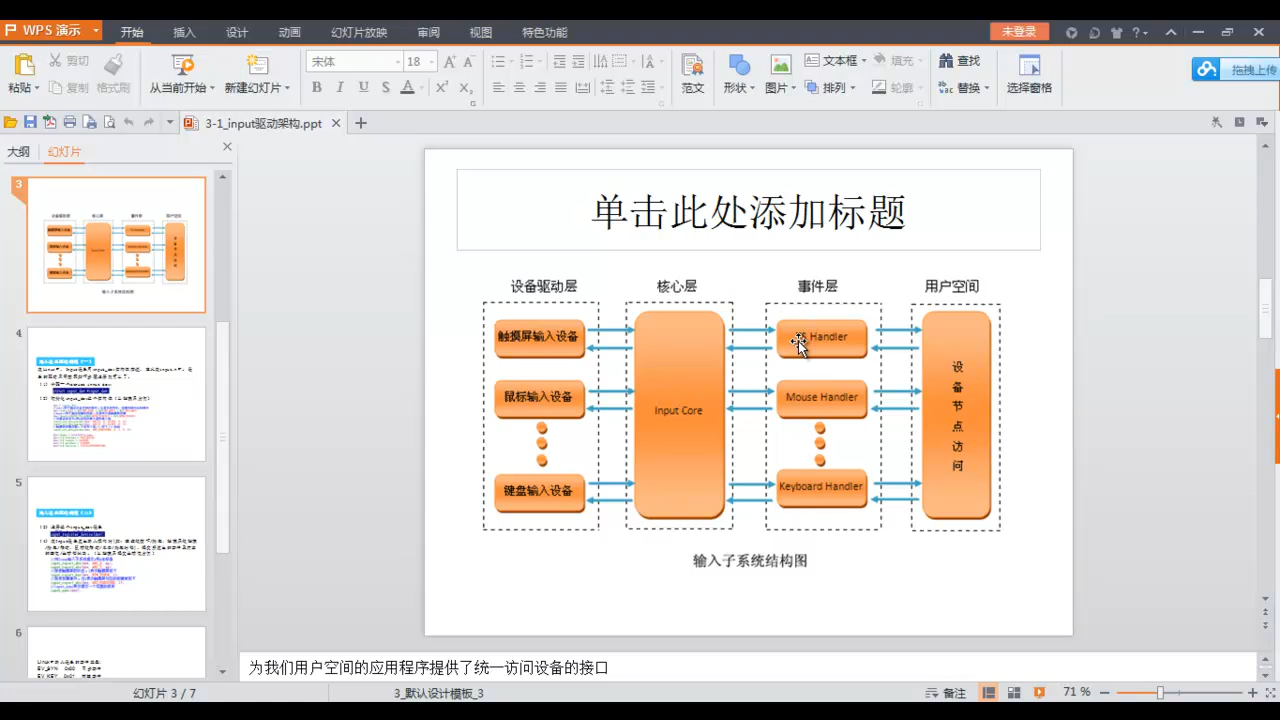 WPS 演示
开始 插入 设计 动画 幻灯片放映 审阅 视图 特色功能
未登录
粘贴 剪切 复制 格式刷 从当前开始 新建幻灯片 宋体 18 范文 形状 图片 文本框 排列 填充 轮廓 查找 替换 选择窗格
拖拽上传
3-1_input驱动架构.ppt
大纲 幻灯片
3
4
5
6
单击此处添加标题
设备驱动层 核心层 事件层 用户空间
触摸屏输入设备
鼠标输入设备
键盘输入设备
Input Core
Handler
Mouse Handler
Keyboard Handler
设备节点访问
输入子系统结构图
为我们用户空间的应用程序提供了统一访问设备的接口
幻灯片 3 / 7
3_默认设计模板_3
备注
71 %